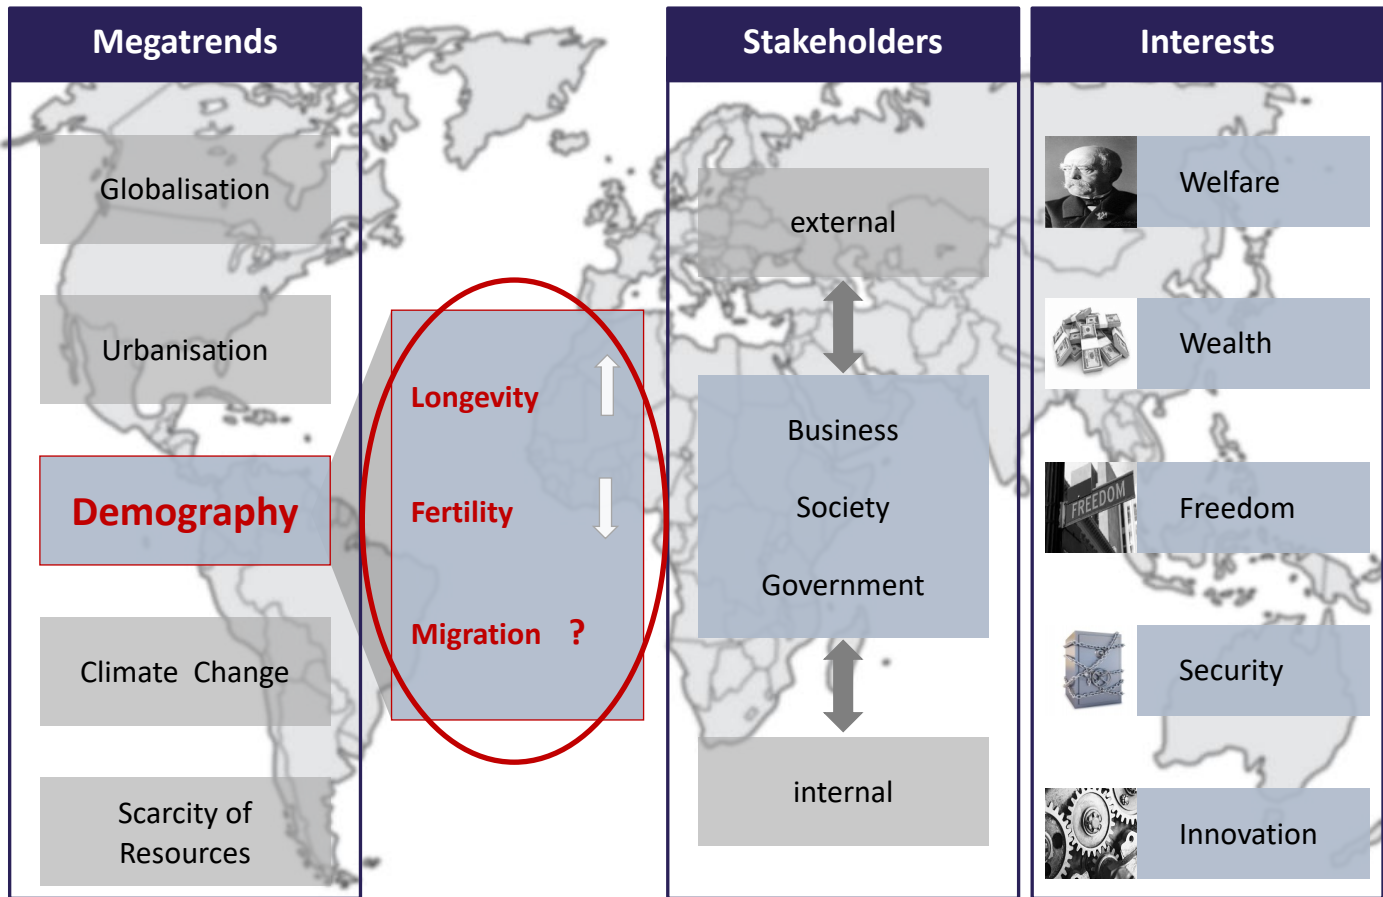 Megatrends
Globalisation
Urbanisation
Demography
Climate Change
Scarcity of
Resources
Longevity
Fertility
Migration ?
Stakeholders
external
Business
Society
Government
internal
Interests
Welfare
Wealth
FREEDOM
Freedom
Security
Innovation